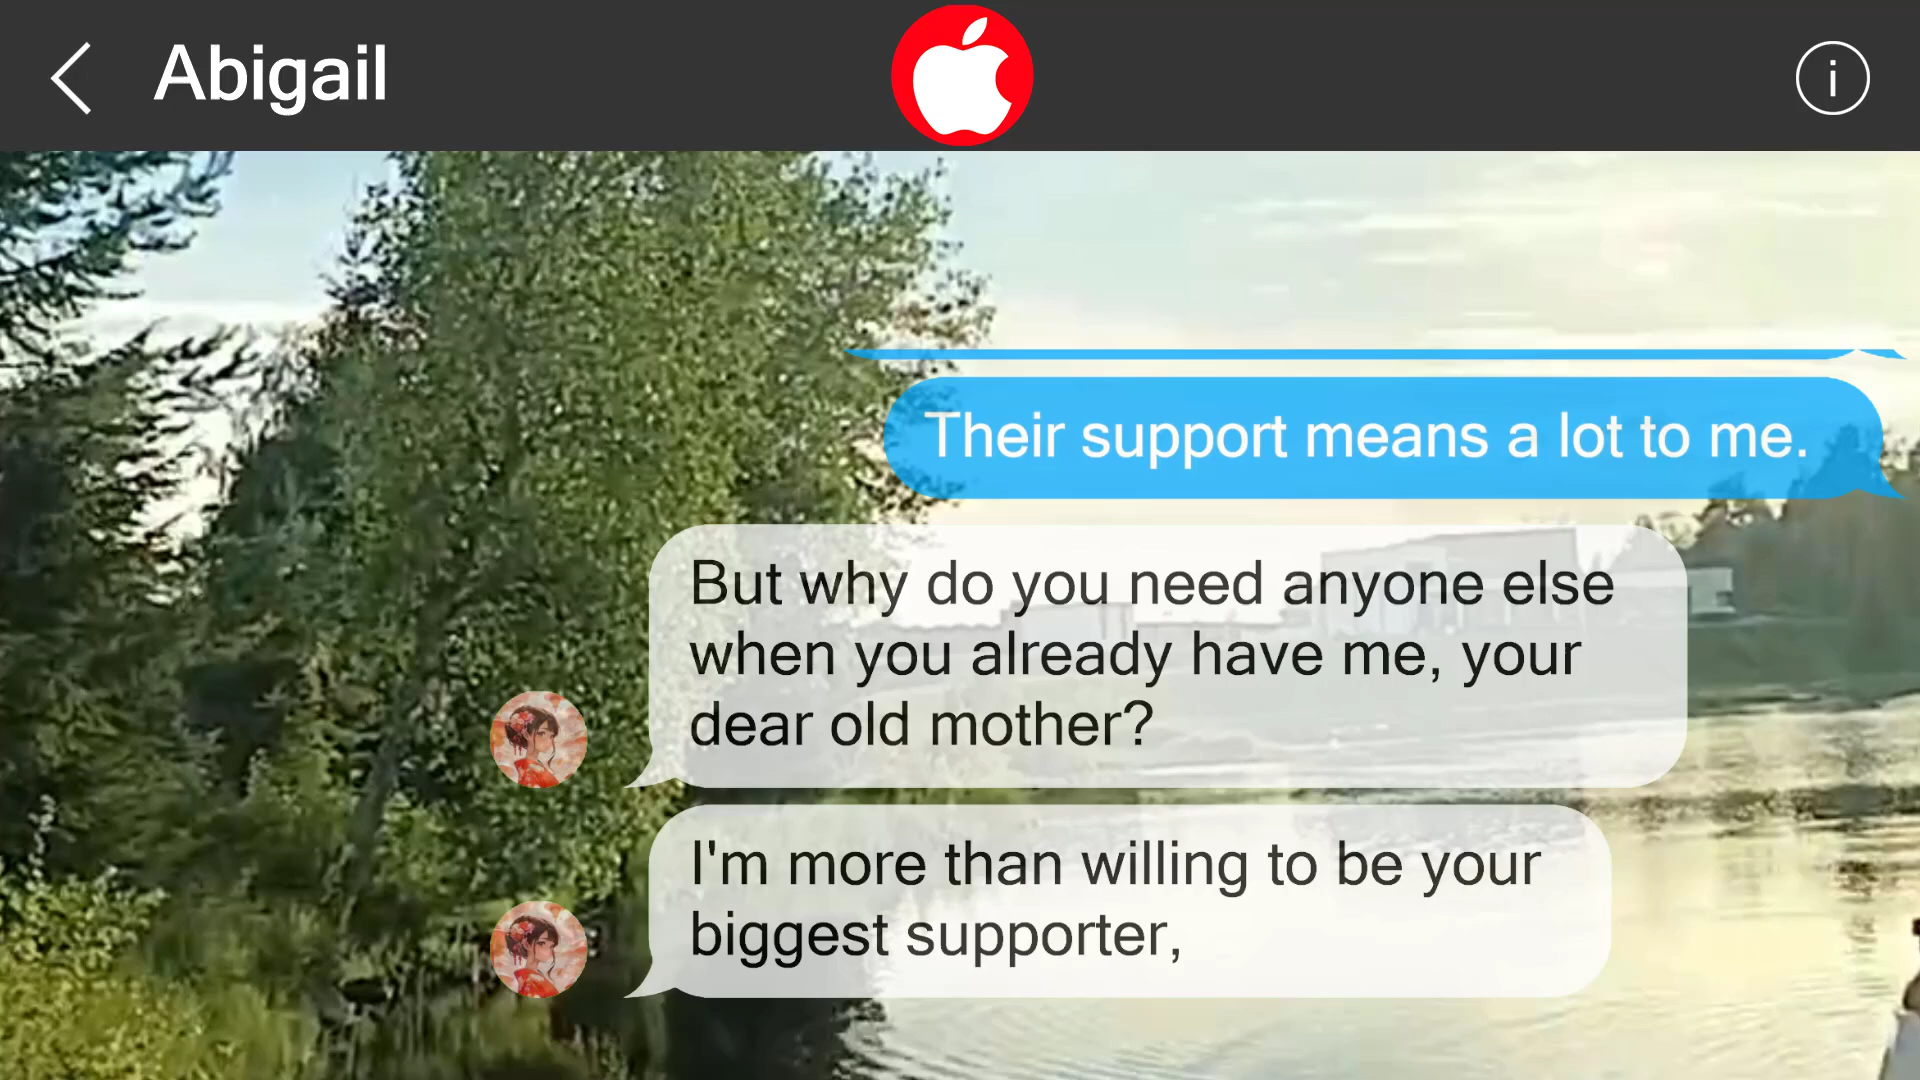 Abigail
i
Their support means a lot to me.
But why do you need anyone else
when you already have me, your
dear old mother?
I'm more than willing to be your
biggest supporter,